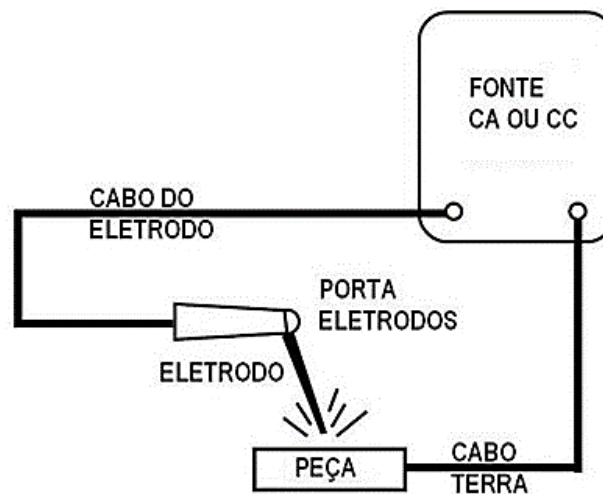 FONTE
CA OU CC
CABO DO
ELETRODO
PORTA
ELETRODOS
ELETRODO
PEÇA
CABO
TERRA